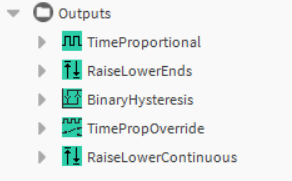 Outputs
TimeProportional
RaiseLowerEnds
BinaryHysteresis
TimePropOverride
RaiseLowerContinuous